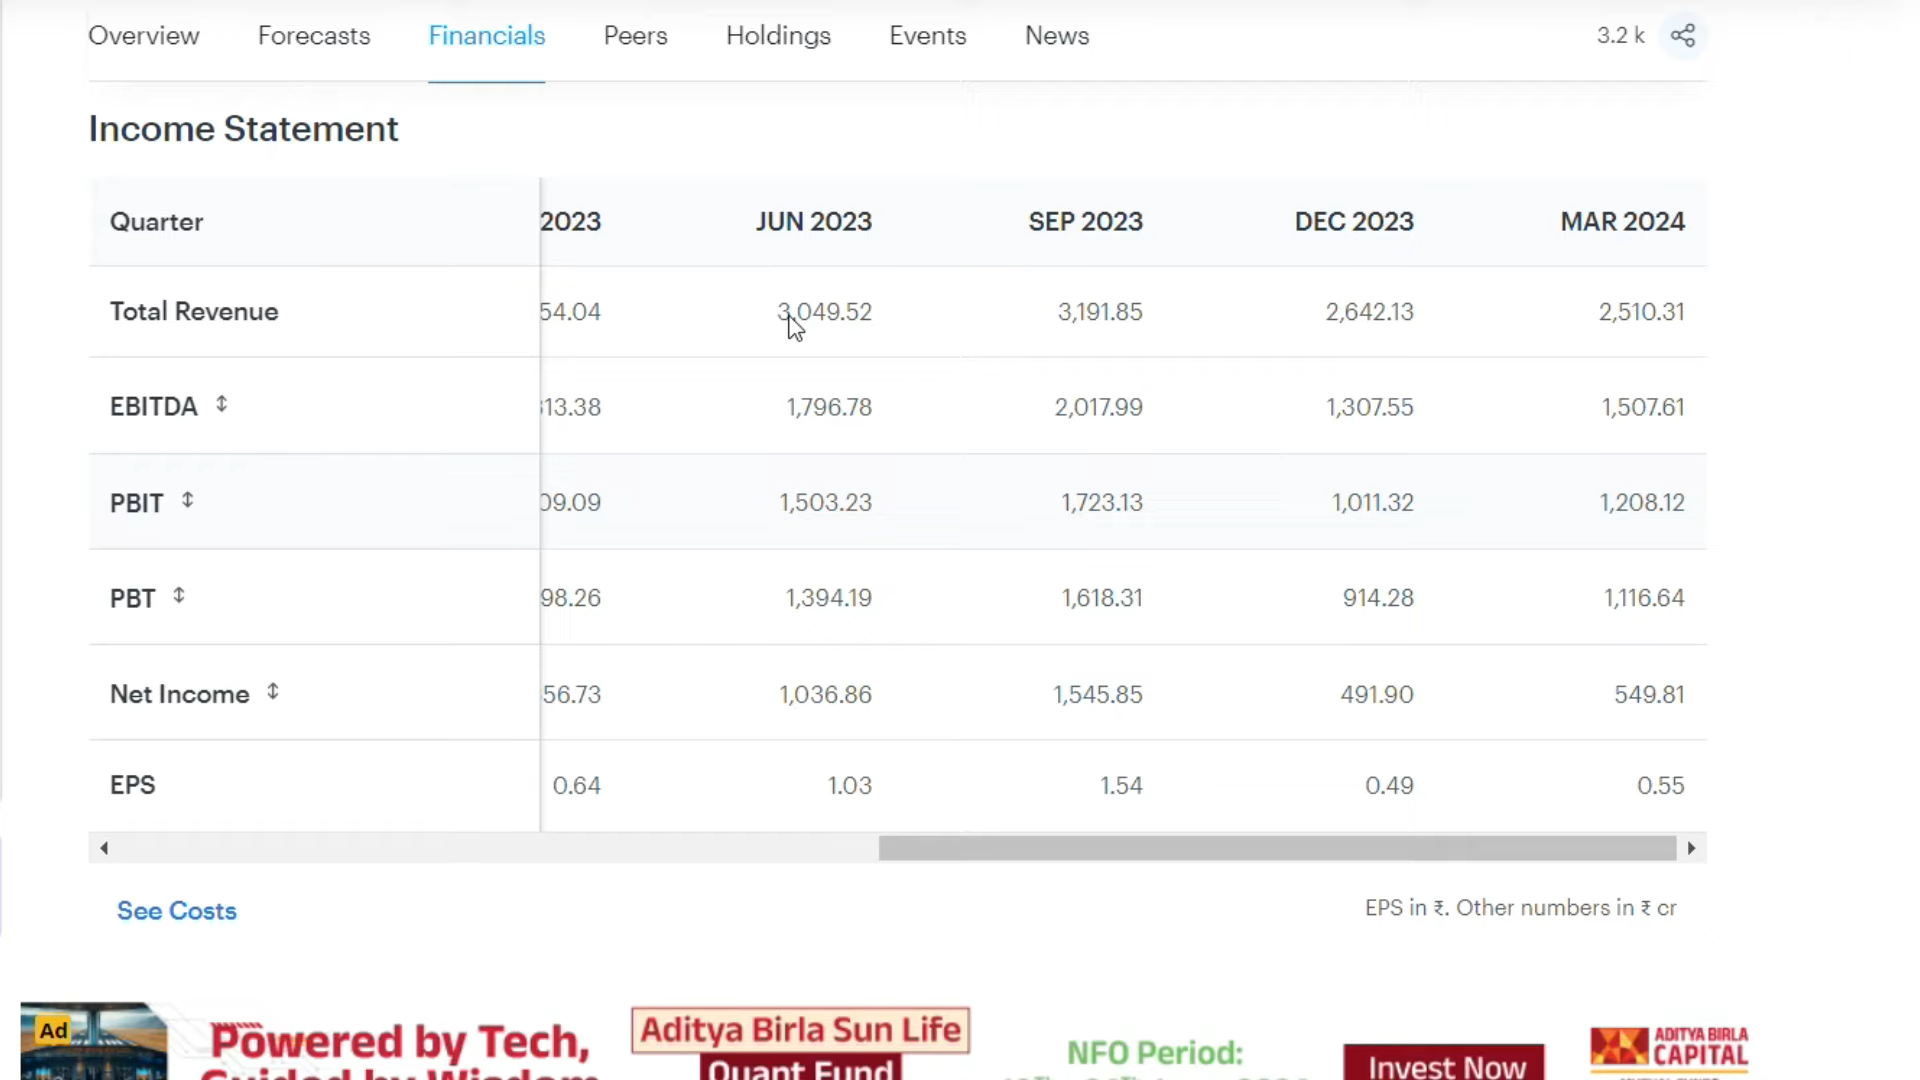 Overview Forecasts Financials Peers Holdings Events News 3.2 k
Income Statement
Quarter 2023 JUN 2023 SEP 2023 DEC 2023 MAR 2024
Total Revenue 54.04 3,049.52 3,191.85 2,642.13 2,510.31
EBITDA 13.38 1,796.78 2,017.99 1,307.55 1,507.61
PBIT 09.09 1,503.23 1,723.13 1,011.32 1,208.12
PBT 98.26 1,394.19 1,618.31 914.28 1,116.64
Net Income 56.73 1,036.86 1,545.85 491.90 549.81
EPS 0.64 1.03 1.54 0.49 0.55
See Costs EPS in ₹. Other numbers in ₹ cr
Ad
Powered by Tech,
Guided by Wisdom
Aditya Birla Sun Life
Quant Fund
NFO Period:
Invest Now
ADITYA BIRLA
CAPITAL